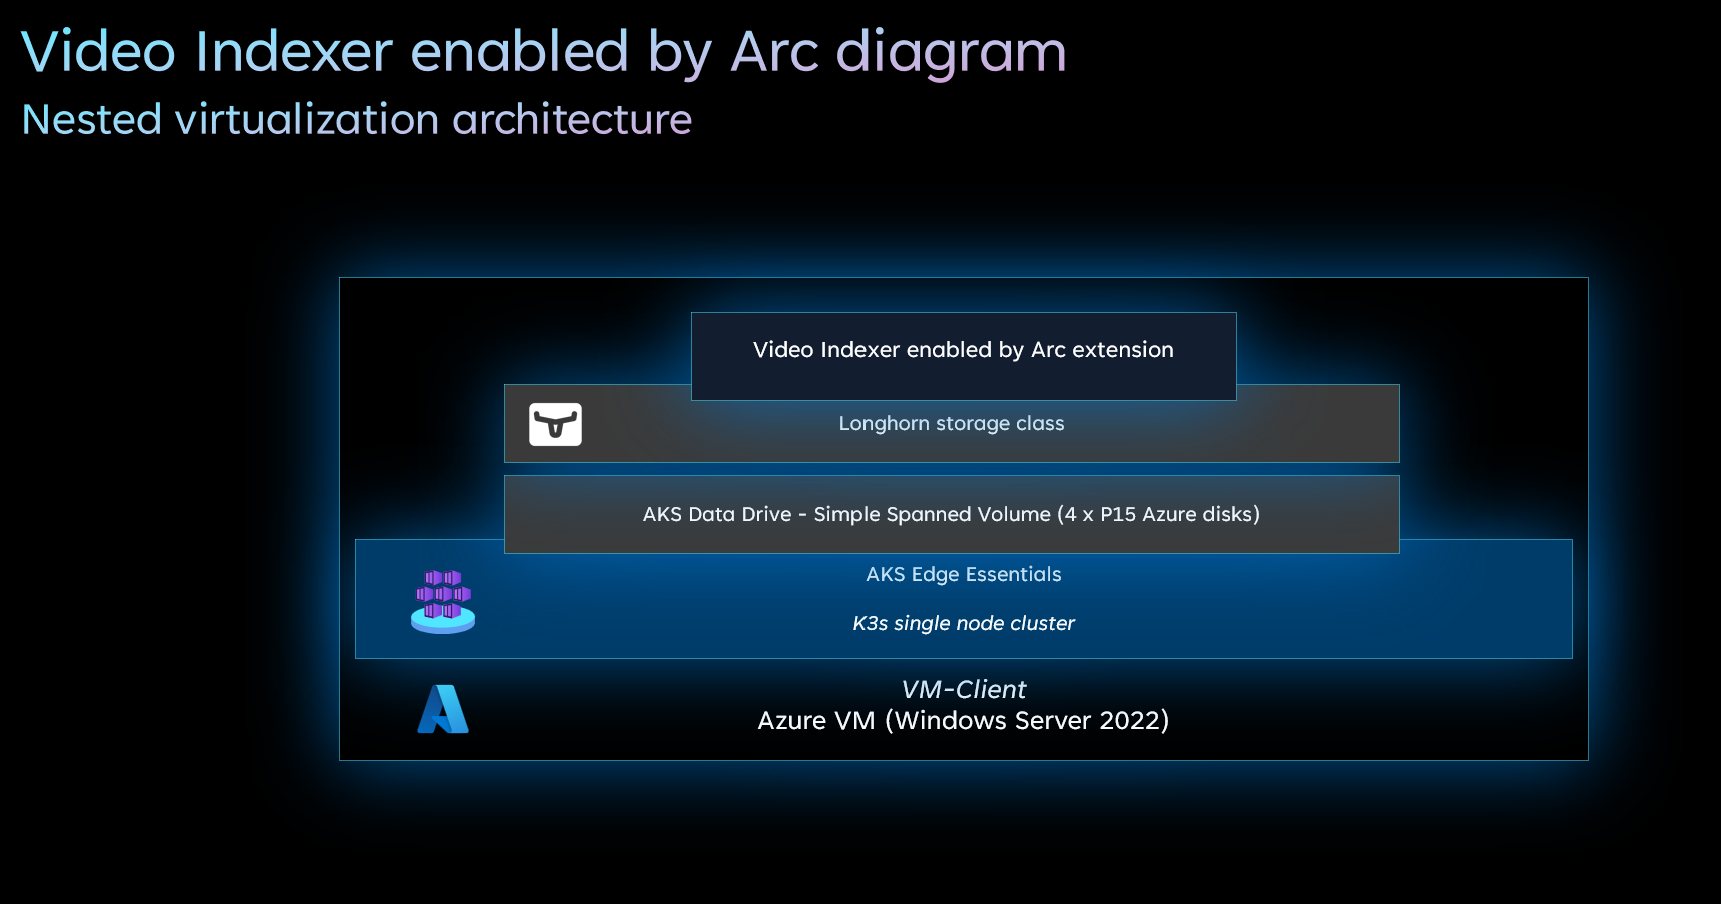 Video Indexer enabled by Arc diagram
Nested virtualization architecture
Video Indexer enabled by Arc extension
Longhorn storage class
AKS Data Drive - Simple Spanned Volume (4 x P15 Azure disks)
AKS Edge Essentials
K3s single node cluster
VM-Client
Azure VM (Windows Server 2022)